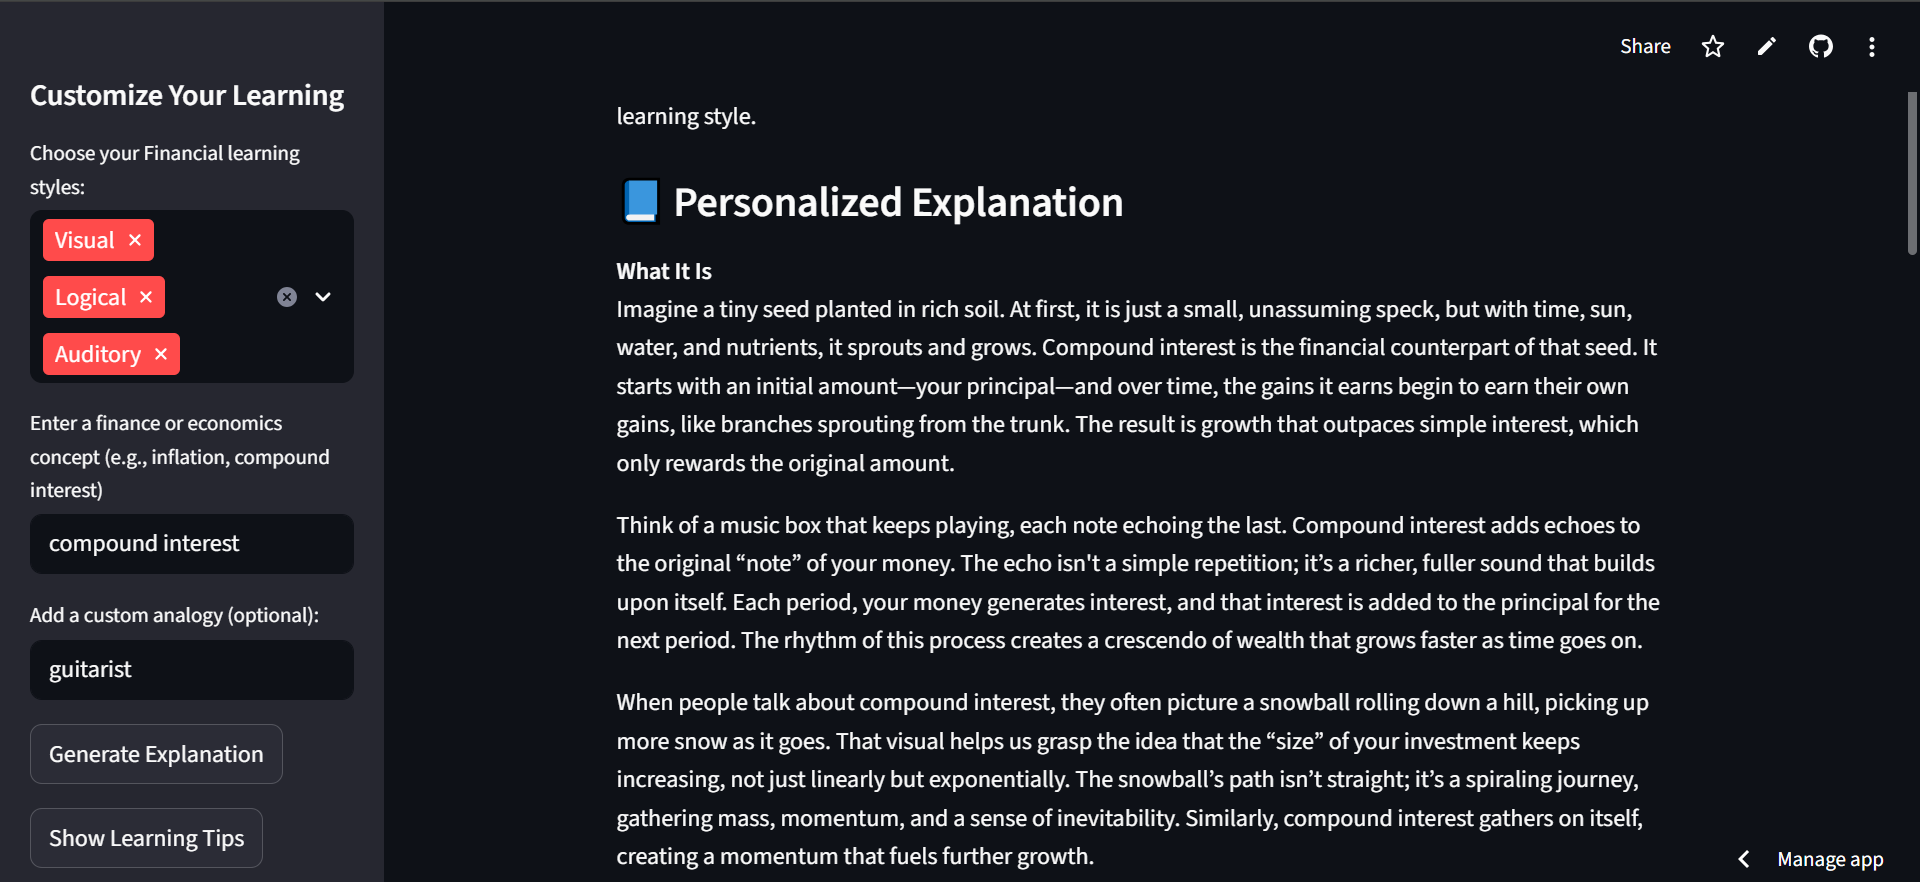 Customize Your Learning
Choose your Financial learning
styles:
Visual ×
Logical ×
Auditory ×
Enter a finance or economics
concept (e.g., inflation, compound
interest)
compound interest
Add a custom analogy (optional):
guitarist
Generate Explanation
Show Learning Tips
Share
learning style.
Personalized Explanation
What It Is
Imagine a tiny seed planted in rich soil. At first, it is just a small, unassuming speck, but with time, sun,
water, and nutrients, it sprouts and grows. Compound interest is the financial counterpart of that seed. It
starts with an initial amount—your principal—and over time, the gains it earns begin to earn their own
gains, like branches sprouting from the trunk. The result is growth that outpaces simple interest, which
only rewards the original amount.
Think of a music box that keeps playing, each note echoing the last. Compound interest adds echoes to
the original “note” of your money. The echo isn't a simple repetition; it’s a richer, fuller sound that builds
upon itself. Each period, your money generates interest, and that interest is added to the principal for the
next period. The rhythm of this process creates a crescendo of wealth that grows faster as time goes on.
When people talk about compound interest, they often picture a snowball rolling down a hill, picking up
more snow as it goes. That visual helps us grasp the idea that the “size” of your investment keeps
increasing, not just linearly but exponentially. The snowball’s path isn’t straight; it’s a spiraling journey,
gathering mass, momentum, and a sense of inevitability. Similarly, compound interest gathers on itself,
creating a momentum that fuels further growth.
Manage app